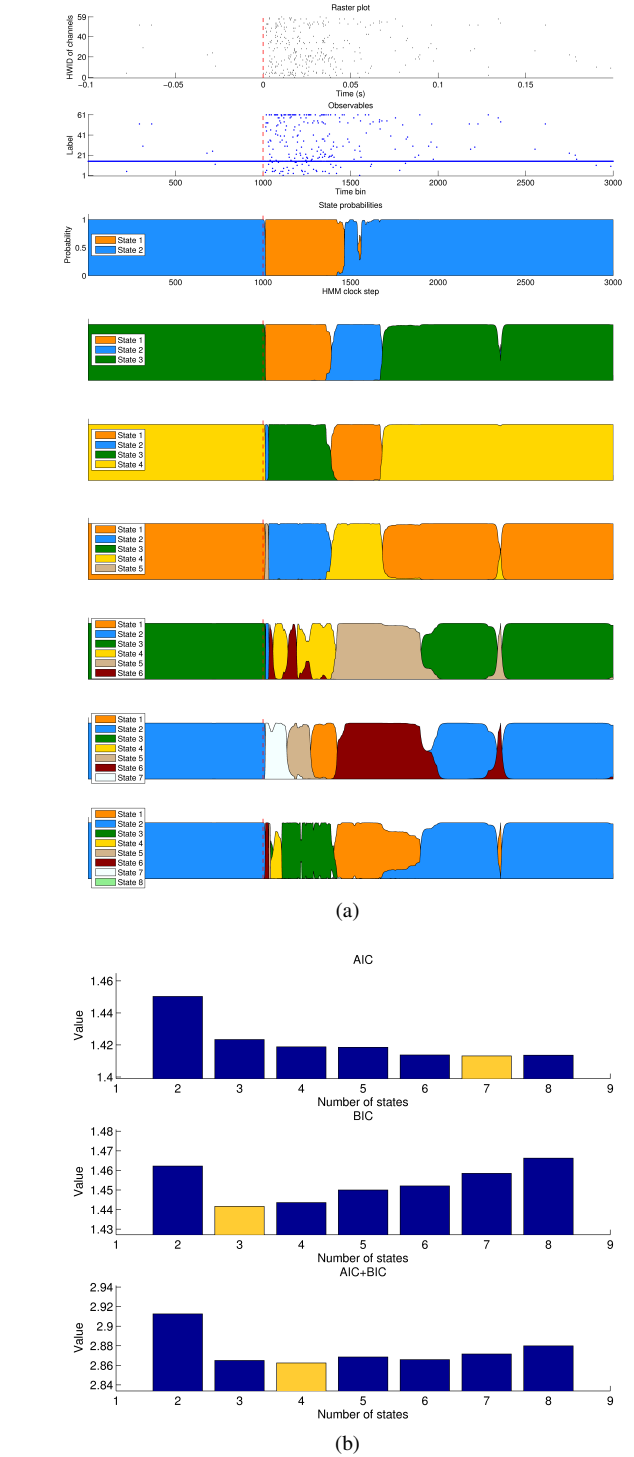 Raster plot
HWID of channels
59
40
20
0
−0.1 −0.05 0 0.05 0.1 0.15
Time (s)
Observables
Label
61
41
21
1
500 1000 1500 2000 2500 3000
Time bin
State probabilities
Probability
1
0.5
0
State 1
State 2
500 1000 1500 2000 2500 3000
HMM clock step
State 1
State 2
State 3
State 1
State 2
State 3
State 4
State 1
State 2
State 3
State 4
State 5
State 1
State 2
State 3
State 4
State 5
State 6
State 1
State 2
State 3
State 4
State 5
State 6
State 7
State 1
State 2
State 3
State 4
State 5
State 6
State 7
State 8
(a)
AIC
Value
1.46
1.44
1.42
1.4
1 2 3 4 5 6 7 8 9
Number of states
BIC
Value
1.48
1.47
1.46
1.45
1.44
1.43
1 2 3 4 5 6 7 8 9
Number of states
AIC+BIC
Value
2.94
2.92
2.9
2.88
2.86
2.84
1 2 3 4 5 6 7 8 9
Number of states
(b)